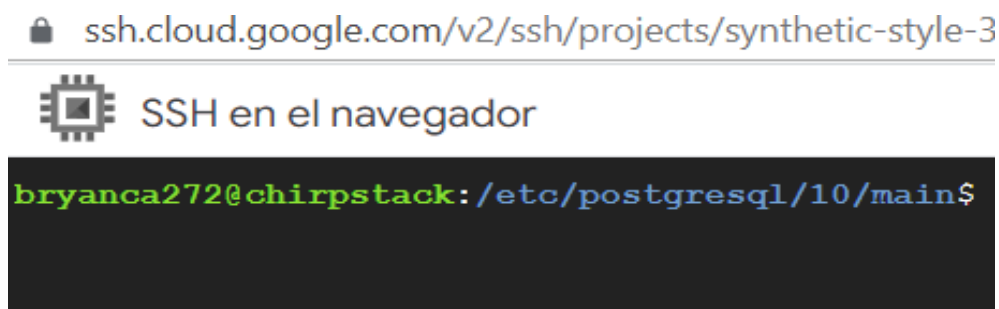 ssh.cloud.google.com/v2/ssh/projects/synthetic-style-3
SSH en el navegador
bryanca272@chirpstack:/etc/postgresql/10/main$